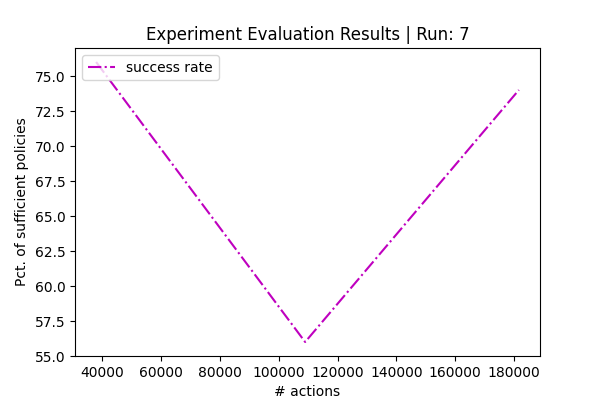 Experiment Evaluation Results | Run: 7
success rate
Pct. of sufficient policies
75.0
72.5
70.0
67.5
65.0
62.5
60.0
57.5
55.0
40000 60000 80000 100000 120000 140000 160000 180000
# actions